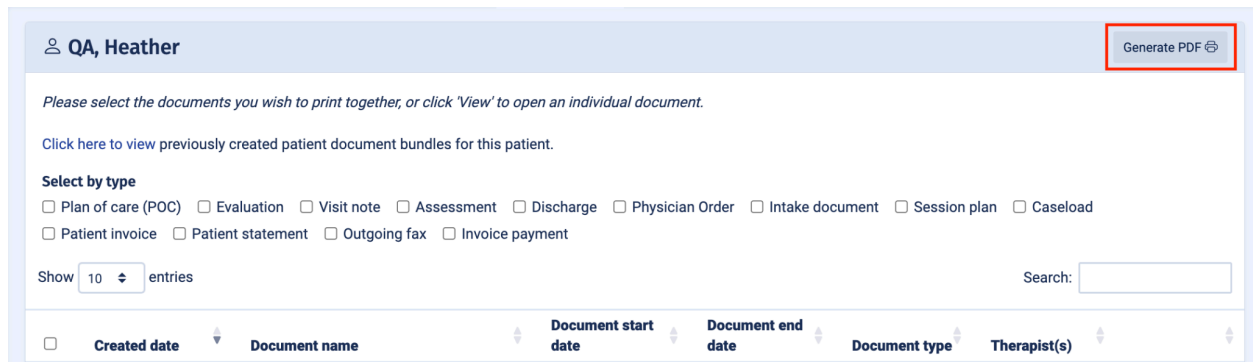 QA, Heather
Generate PDF
Please select the documents you wish to print together, or click 'View' to open an individual document.
Click here to view previously created patient document bundles for this patient.
Select by type
Plan of care (POC) Evaluation Visit note Assessment Discharge Physician Order Intake document Session plan Caseload
Patient invoice Patient statement Outgoing fax Invoice payment
Show 10 entries Search:
Created date Document name Document start date Document end date Document type Therapist(s)